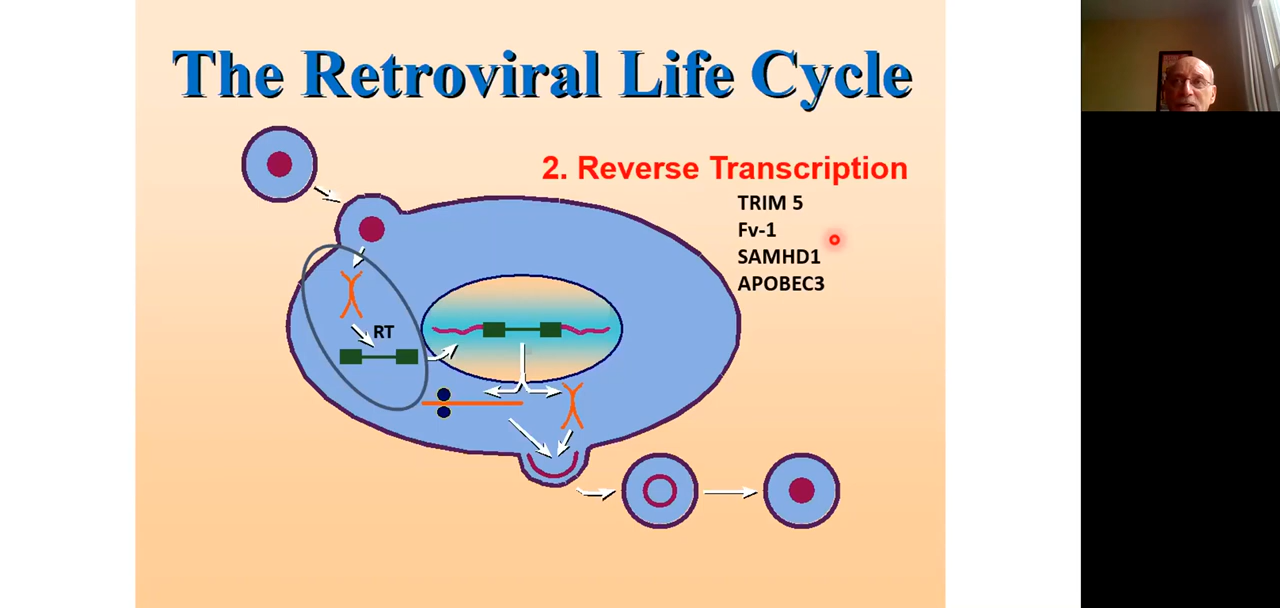 The Retroviral Life Cycle
2. Reverse Transcription
TRIM 5
Fv-1
SAMHD1
APOBEC3
RT